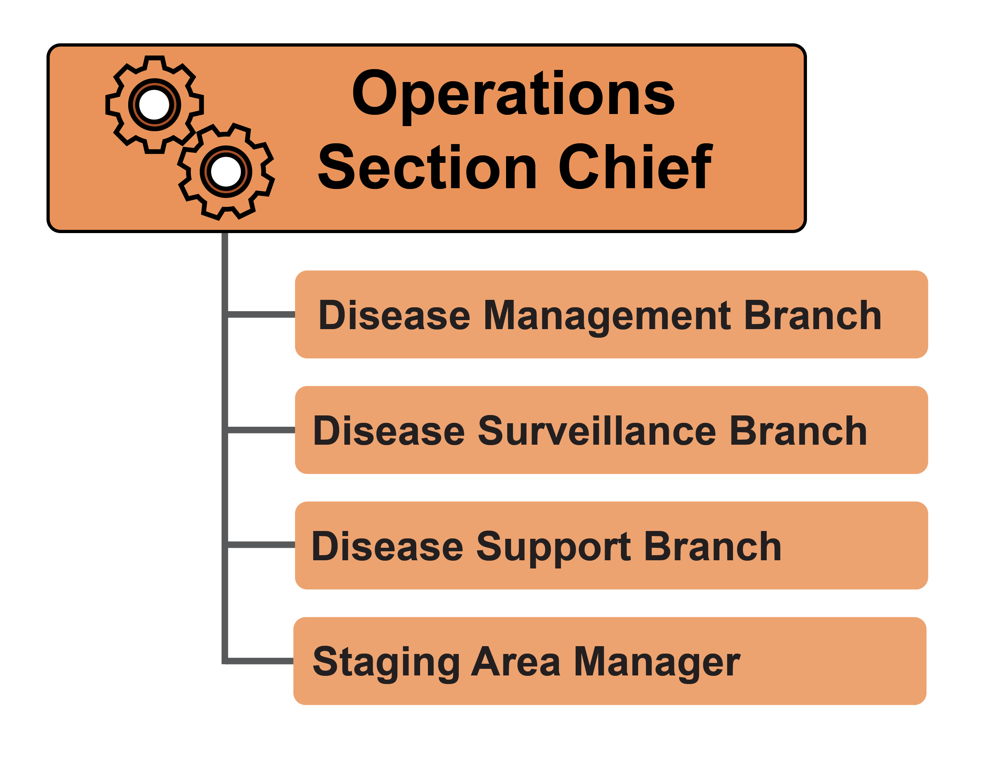 Operations
Section Chief
Disease Management Branch
Disease Surveillance Branch
Disease Support Branch
Staging Area Manager